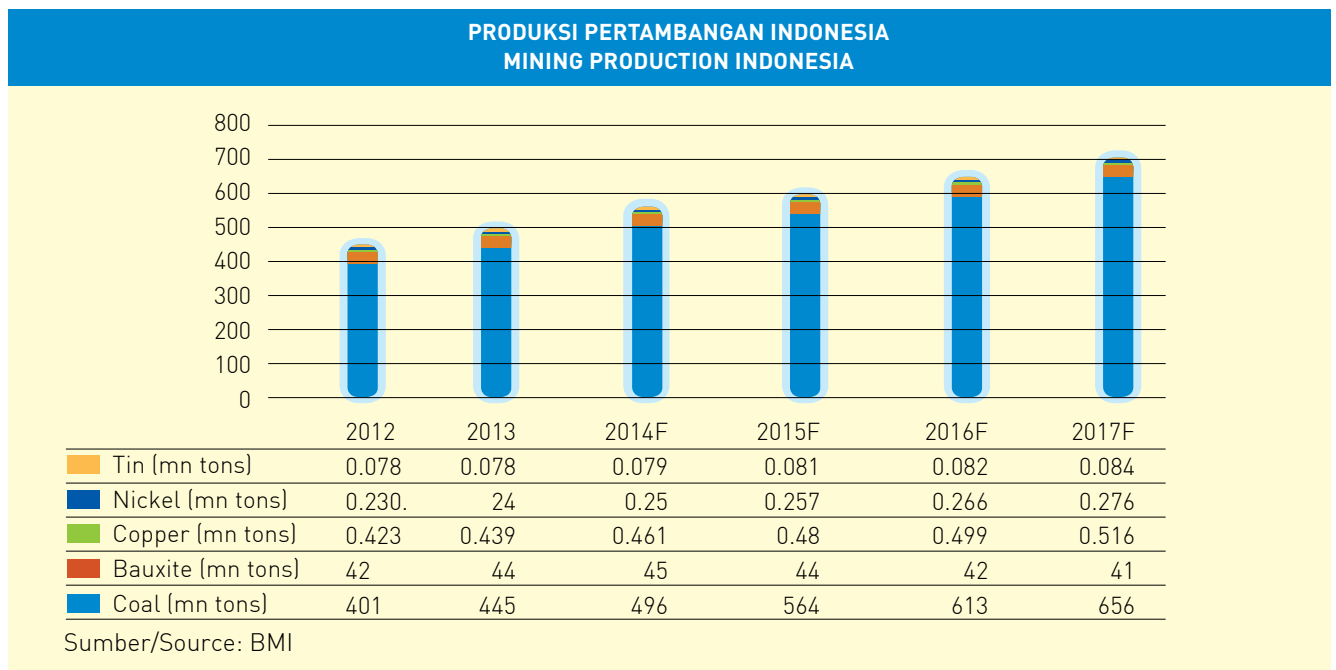 PRODUKSI PERTAMBANGAN INDONESIA
MINING PRODUCTION INDONESIA
800
700
600
500
400
300
200
100
0
2012 2013 2014F 2015F 2016F 2017F
Tin (mn tons) 0.078 0.078 0.079 0.081 0.082 0.084
Nickel (mn tons) 0.230. 24 0.25 0.257 0.266 0.276
Copper (mn tons) 0.423 0.439 0.461 0.48 0.499 0.516
Bauxite (mn tons) 42 44 45 44 42 41
Coal (mn tons) 401 445 496 564 613 656
Sumber/Source: BMI